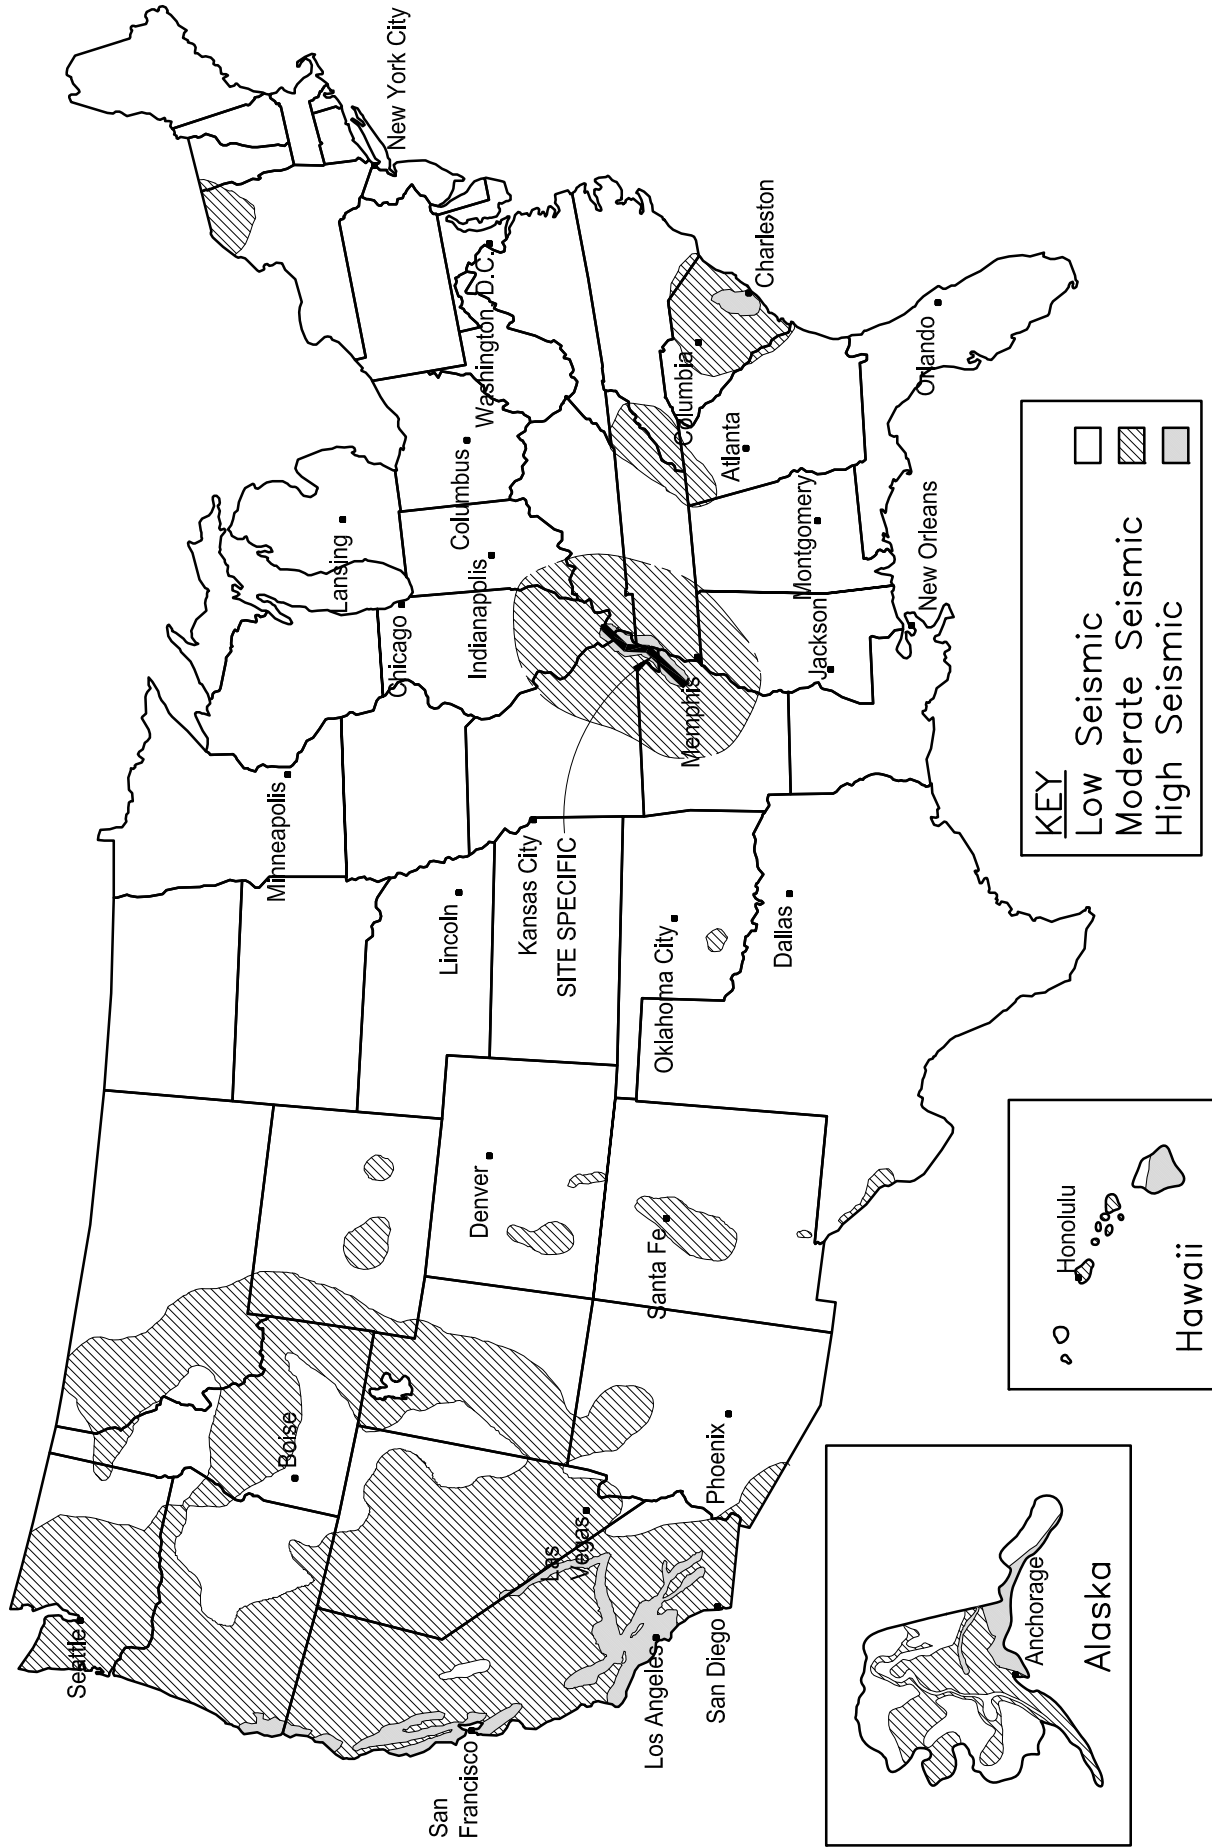 Seattle
Boise
Minneapolis
Lansing
New York City
San
Francisco
Las
Vegas
Denver
Lincoln
Chicago
Columbus
Indianapolis
Washington, D.C.
Kansas City
SITE SPECIFIC
Los Angeles
San Diego
Phoenix
Santa Fe
Oklahoma City
Memphis
Columbia
Charleston
Atlanta
Dallas
Jackson
Montgomery
New Orleans
Orlando
Anchorage
Alaska
Honolulu
Hawaii
KEY
Low Seismic
Moderate Seismic
High Seismic